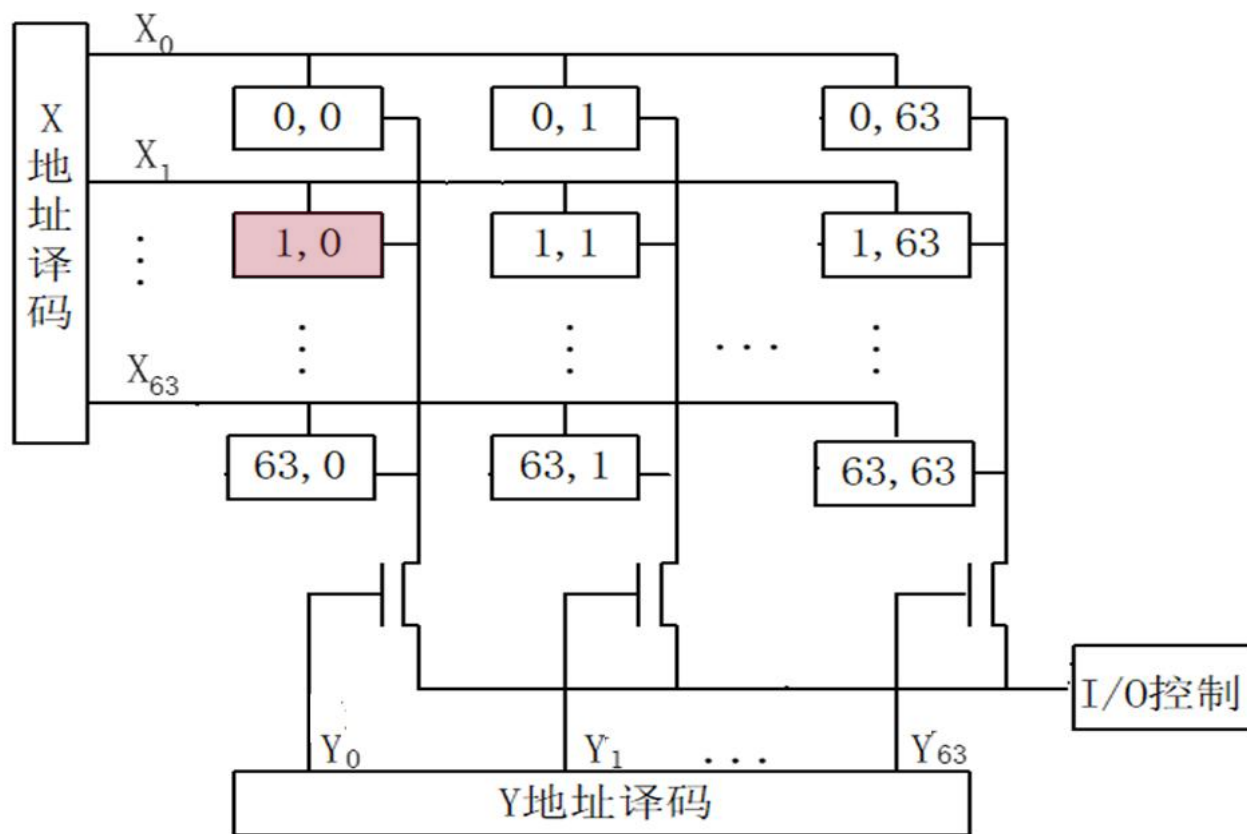 X₀
0,0 0,1 0,63
X地址译码
X₁
1,0 1,1 1,63
⋮
⋮ ⋮ ··· ⋮
X₆₃
63,0 63,1 63,63
I/O控制
Y₀ Y₁ ··· Y₆₃
Y地址译码